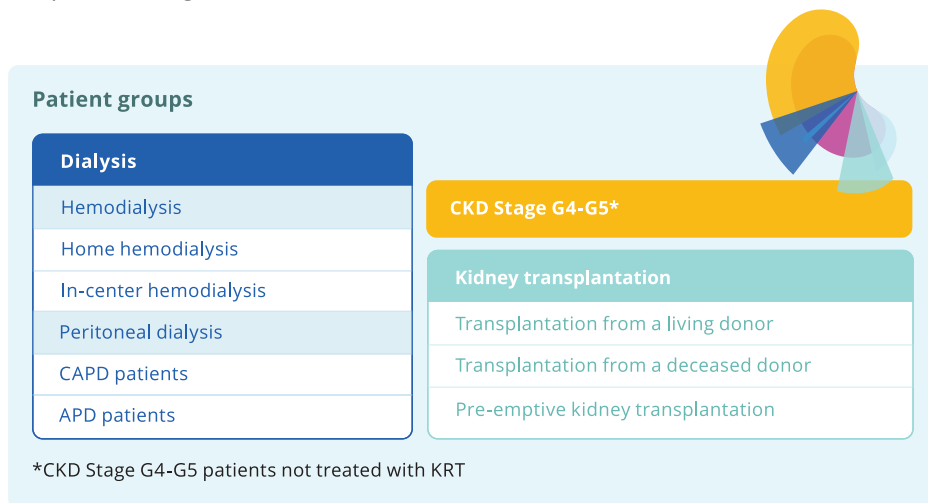 Patient groups
Dialysis
Hemodialysis
Home hemodialysis
In-center hemodialysis
Peritoneal dialysis
CAPD patients
APD patients
CKD Stage G4-G5*
Kidney transplantation
Transplantation from a living donor
Transplantation from a deceased donor
Pre-emptive kidney transplantation
*CKD Stage G4-G5 patients not treated with KRT